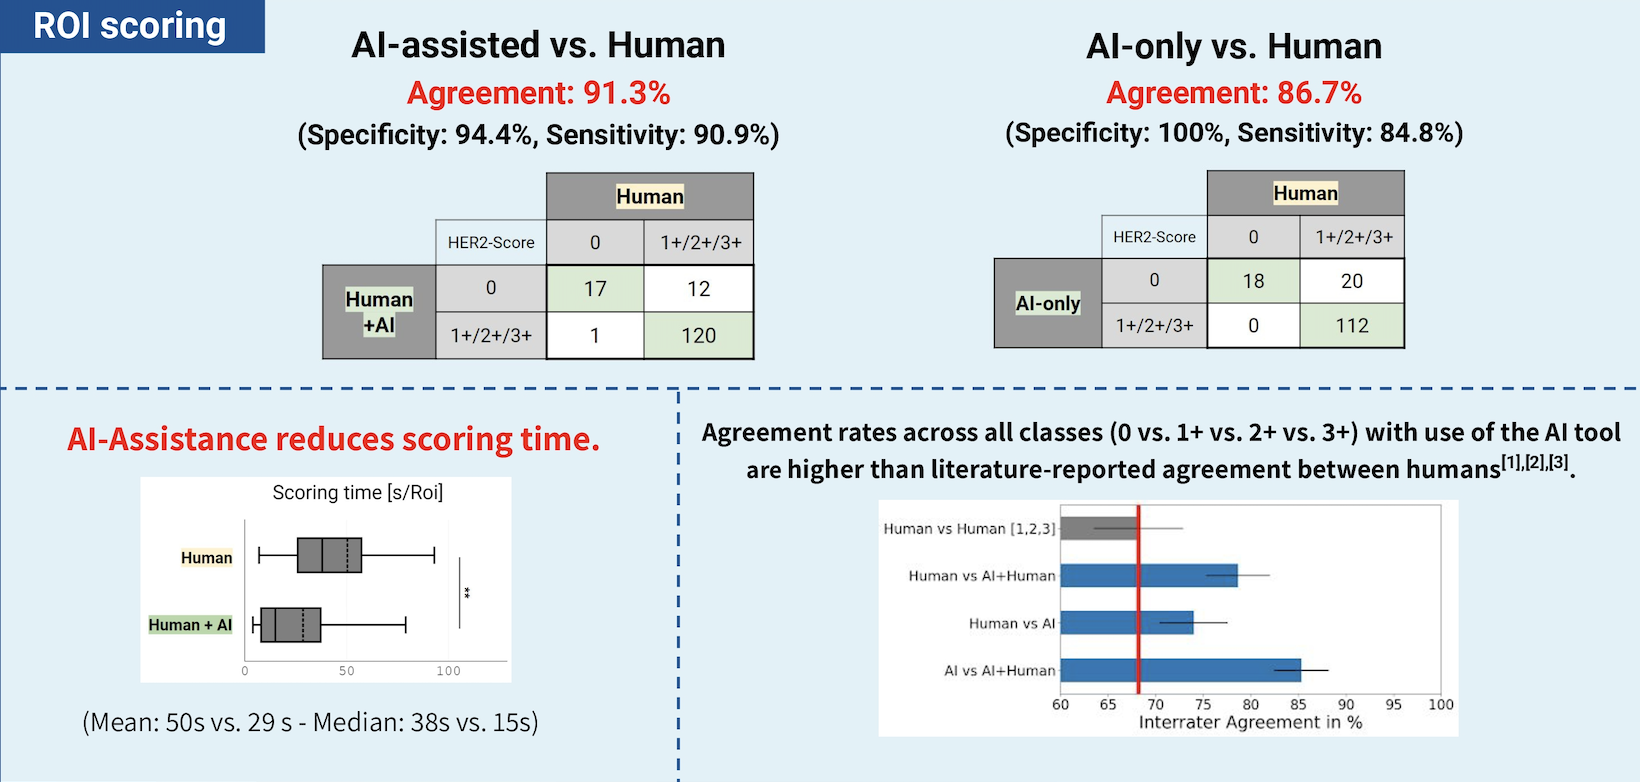 ROI scoring
AI-assisted vs. Human
Agreement: 91.3%
(Specificity: 94.4%, Sensitivity: 90.9%)
Human
HER2-Score 0 1+/2+/3+
Human
+AI
0 17 12
1+/2+/3+ 1 120
AI-only vs. Human
Agreement: 86.7%
(Specificity: 100%, Sensitivity: 84.8%)
Human
HER2-Score 0 1+/2+/3+
AI-only
0 18 20
1+/2+/3+ 0 112
AI-Assistance reduces scoring time.
Scoring time [s/Roi]
Human
**
Human + AI
0 50 100
(Mean: 50s vs. 29 s - Median: 38s vs. 15s)
Agreement rates across all classes (0 vs. 1+ vs. 2+ vs. 3+) with use of the AI tool
are higher than literature-reported agreement between humans[1],[2],[3].
Human vs Human [1,2,3]
Human vs AI+Human
Human vs AI
AI vs AI+Human
60 65 70 75 80 85 90 95 100
Interrater Agreement in %